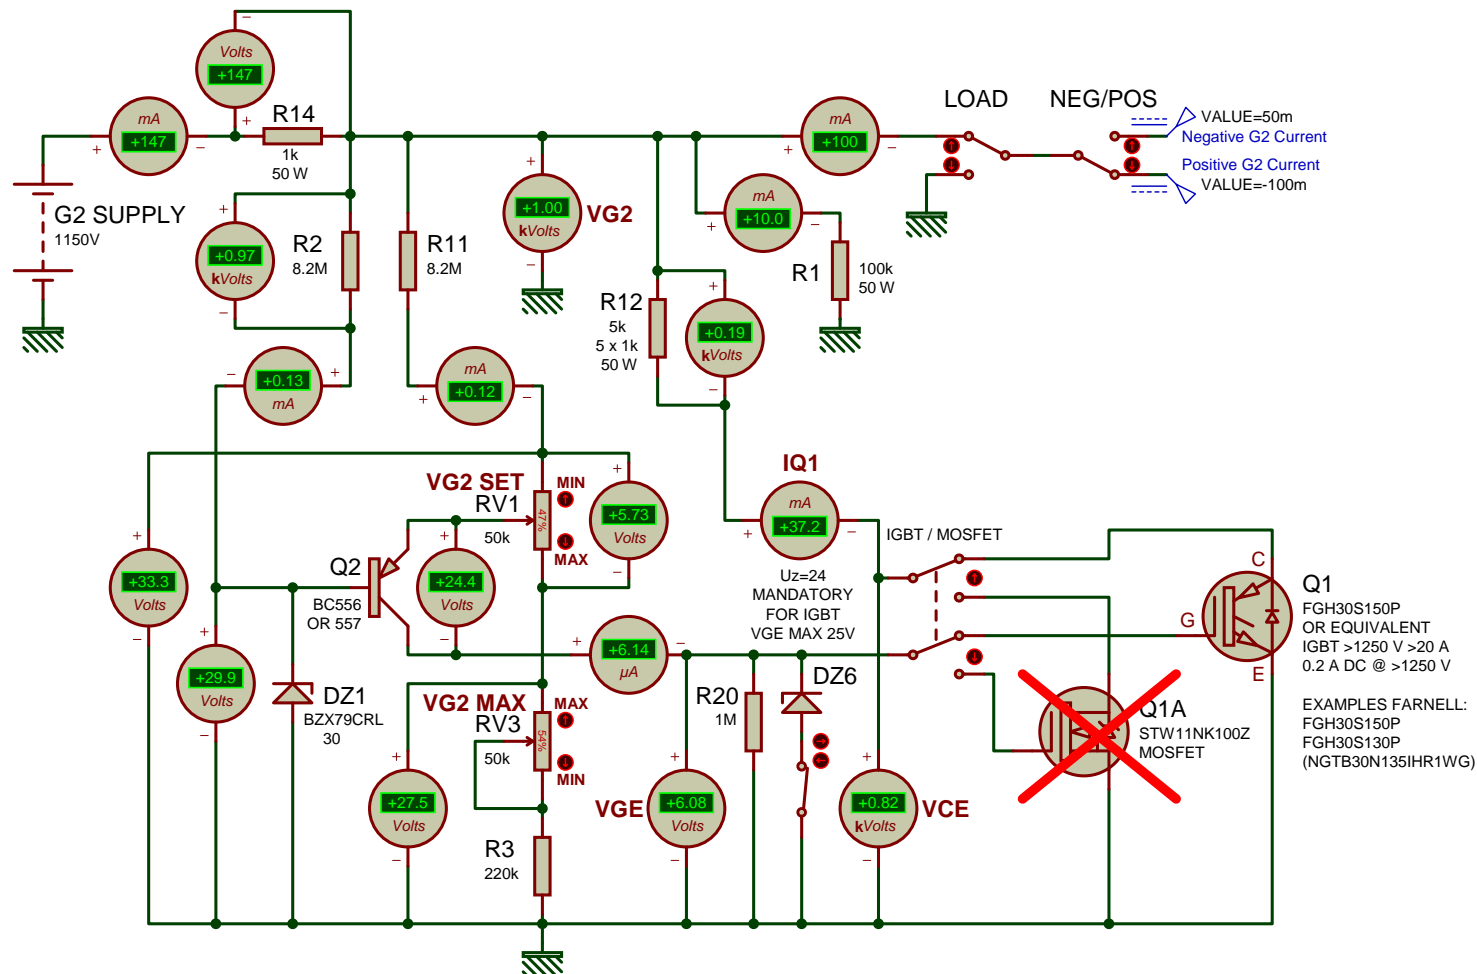 Volts
+147
mA
+147
R14
1k
50 W
G2 SUPPLY
1150V
+0.97
kVolts
R2
8.2M
R11
8.2M
+1.00
kVolts
VG2
mA
+100
LOAD
NEG/POS
VALUE=50m
Negative G2 Current
Positive G2 Current
VALUE=-100m
mA
+10.0
R1
100k
50 W
R12
5k
5 x 1k
50 W
+0.19
kVolts
+0.13
mA
mA
+0.12
VG2 SET
RV1
50k
47%
MIN
MAX
+5.73
Volts
IQ1
mA
+37.2
IGBT / MOSFET
+33.3
Volts
Q2
BC556
OR 557
+24.4
Volts
Uz=24
MANDATORY
FOR IGBT
VGE MAX 25V
C
G
E
Q1
FGH30S150P
OR EQUIVALENT
IGBT >1250 V >20 A
0.2 A DC @ >1250 V
EXAMPLES FARNELL:
FGH30S150P
FGH30S130P
(NGTB30N135IHR1WG)
+29.9
Volts
DZ1
BZX79CRL
30
+6.14
µA
VG2 MAX
RV3
50k
54%
MAX
MIN
R20
1M
DZ6
Q1A
STW11NK100Z
MOSFET
+27.5
Volts
VGE
+6.08
Volts
+0.82
kVolts
VCE
R3
220k